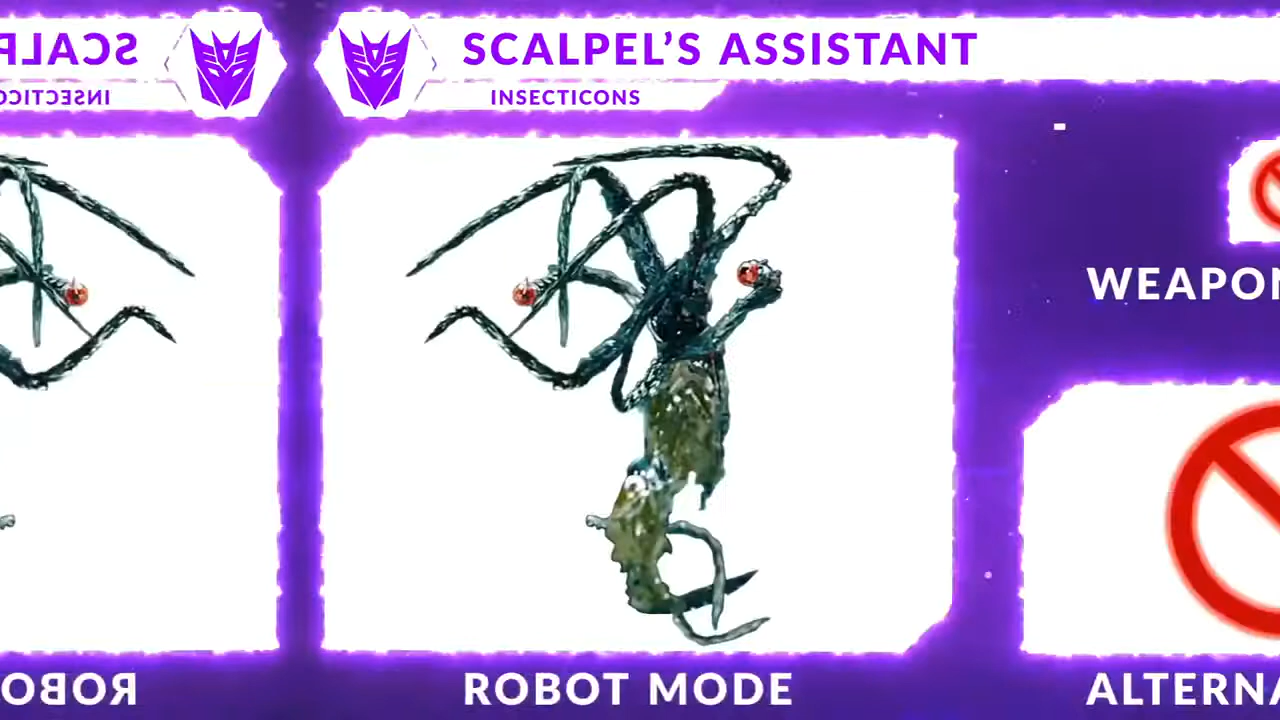 SCALPEL'S ASSISTANT
INSECTICONS
WEAPON
ROBOT MODE
ALTERNA